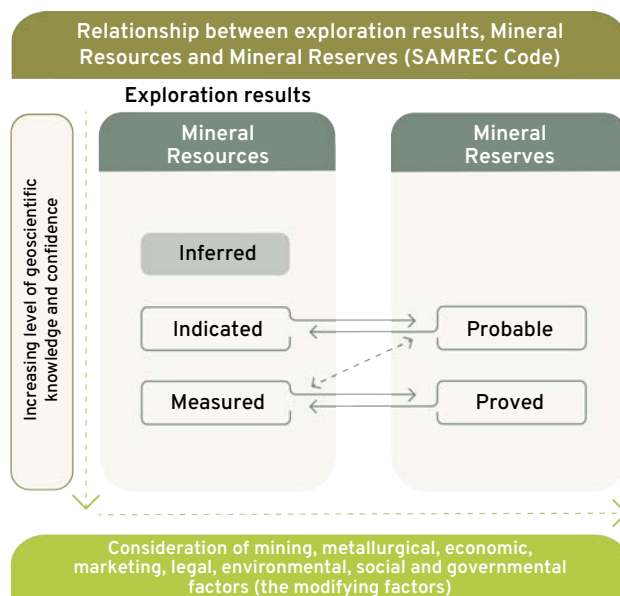 Relationship between exploration results, Mineral
Resources and Mineral Reserves (SAMREC Code)
Exploration results
Mineral
Resources
Mineral
Reserves
Increasing level of geoscientific
knowledge and confidence
Inferred
Indicated
Probable
Measured
Proved
Consideration of mining, metallurgical, economic,
marketing, legal, environmental, social and governmental
factors (the modifying factors)